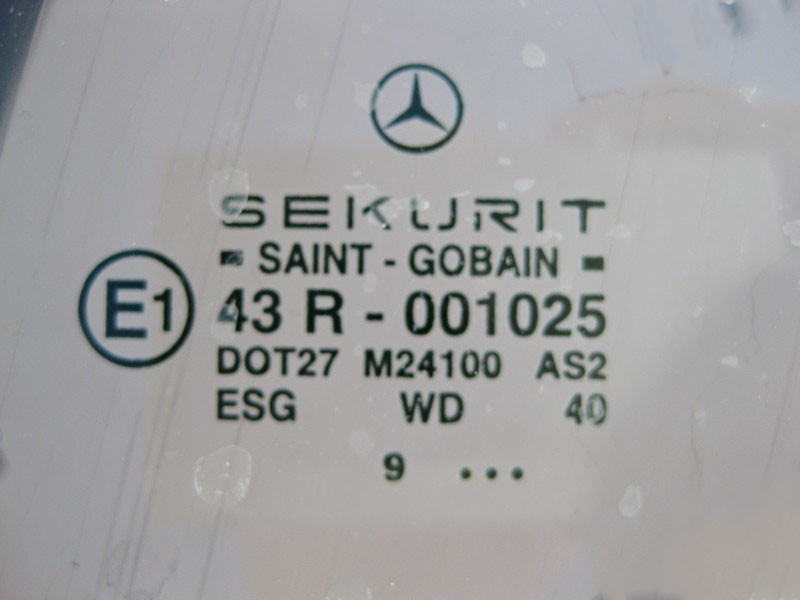 SEKURIT
SAINT - GOBAIN
E1 43 R - 001025
DOT27 M24100 AS2
ESG WD 40
9 ...